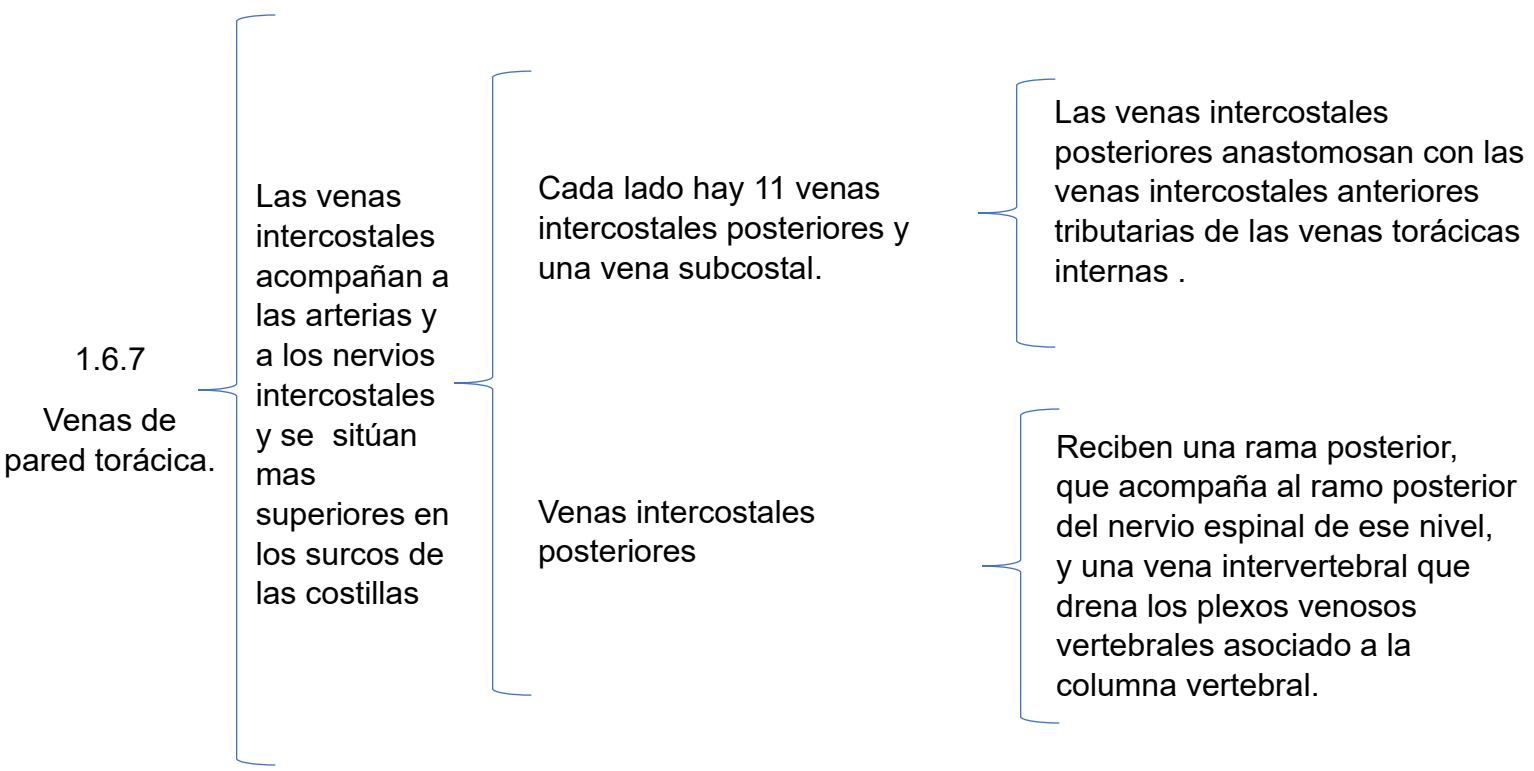 1.6.7
Venas de
pared torácica.
Las venas
intercostales
acompañan a
las arterias y
a los nervios
intercostales
y se  sitúan
mas
superiores en
los surcos de
las costillas
Cada lado hay 11 venas
intercostales posteriores y
una vena subcostal.
Las venas intercostales
posteriores anastomosan con las
venas intercostales anteriores
tributarias de las venas torácicas
internas .
Venas intercostales
posteriores
Reciben una rama posterior,
que acompaña al ramo posterior
del nervio espinal de ese nivel,
y una vena intervertebral que
drena los plexos venosos
vertebrales asociado a la
columna vertebral.